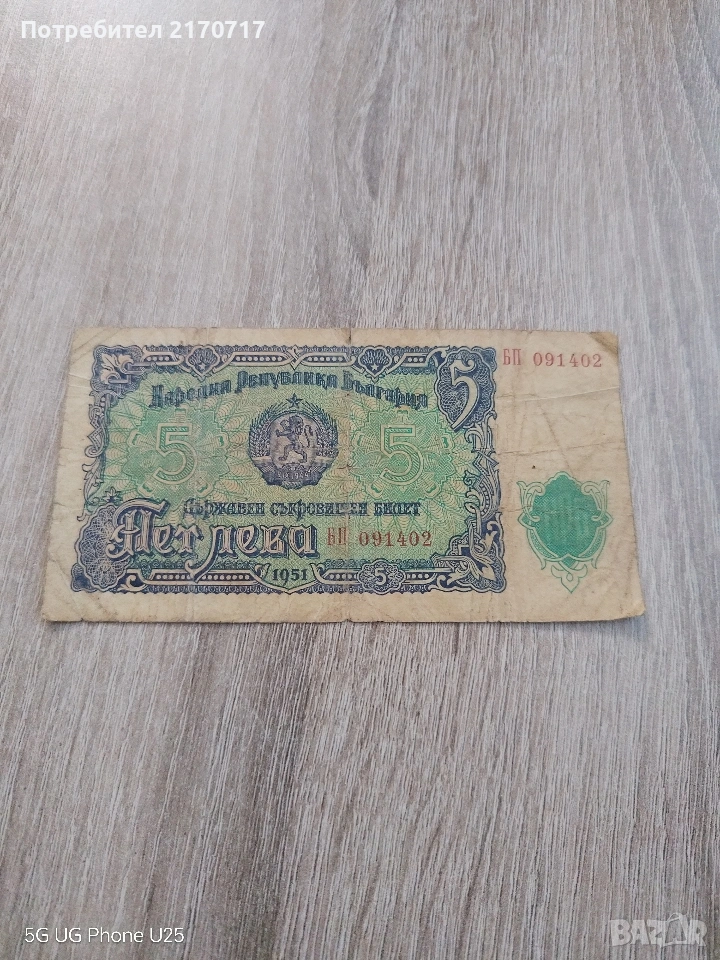 Потребител 2170717
БП 091402
Народна Република България
5
5
5
Държавен съкровищен билет
Пет лева
БП 091402
1951
5
5G UG Phone U25
BAZAR